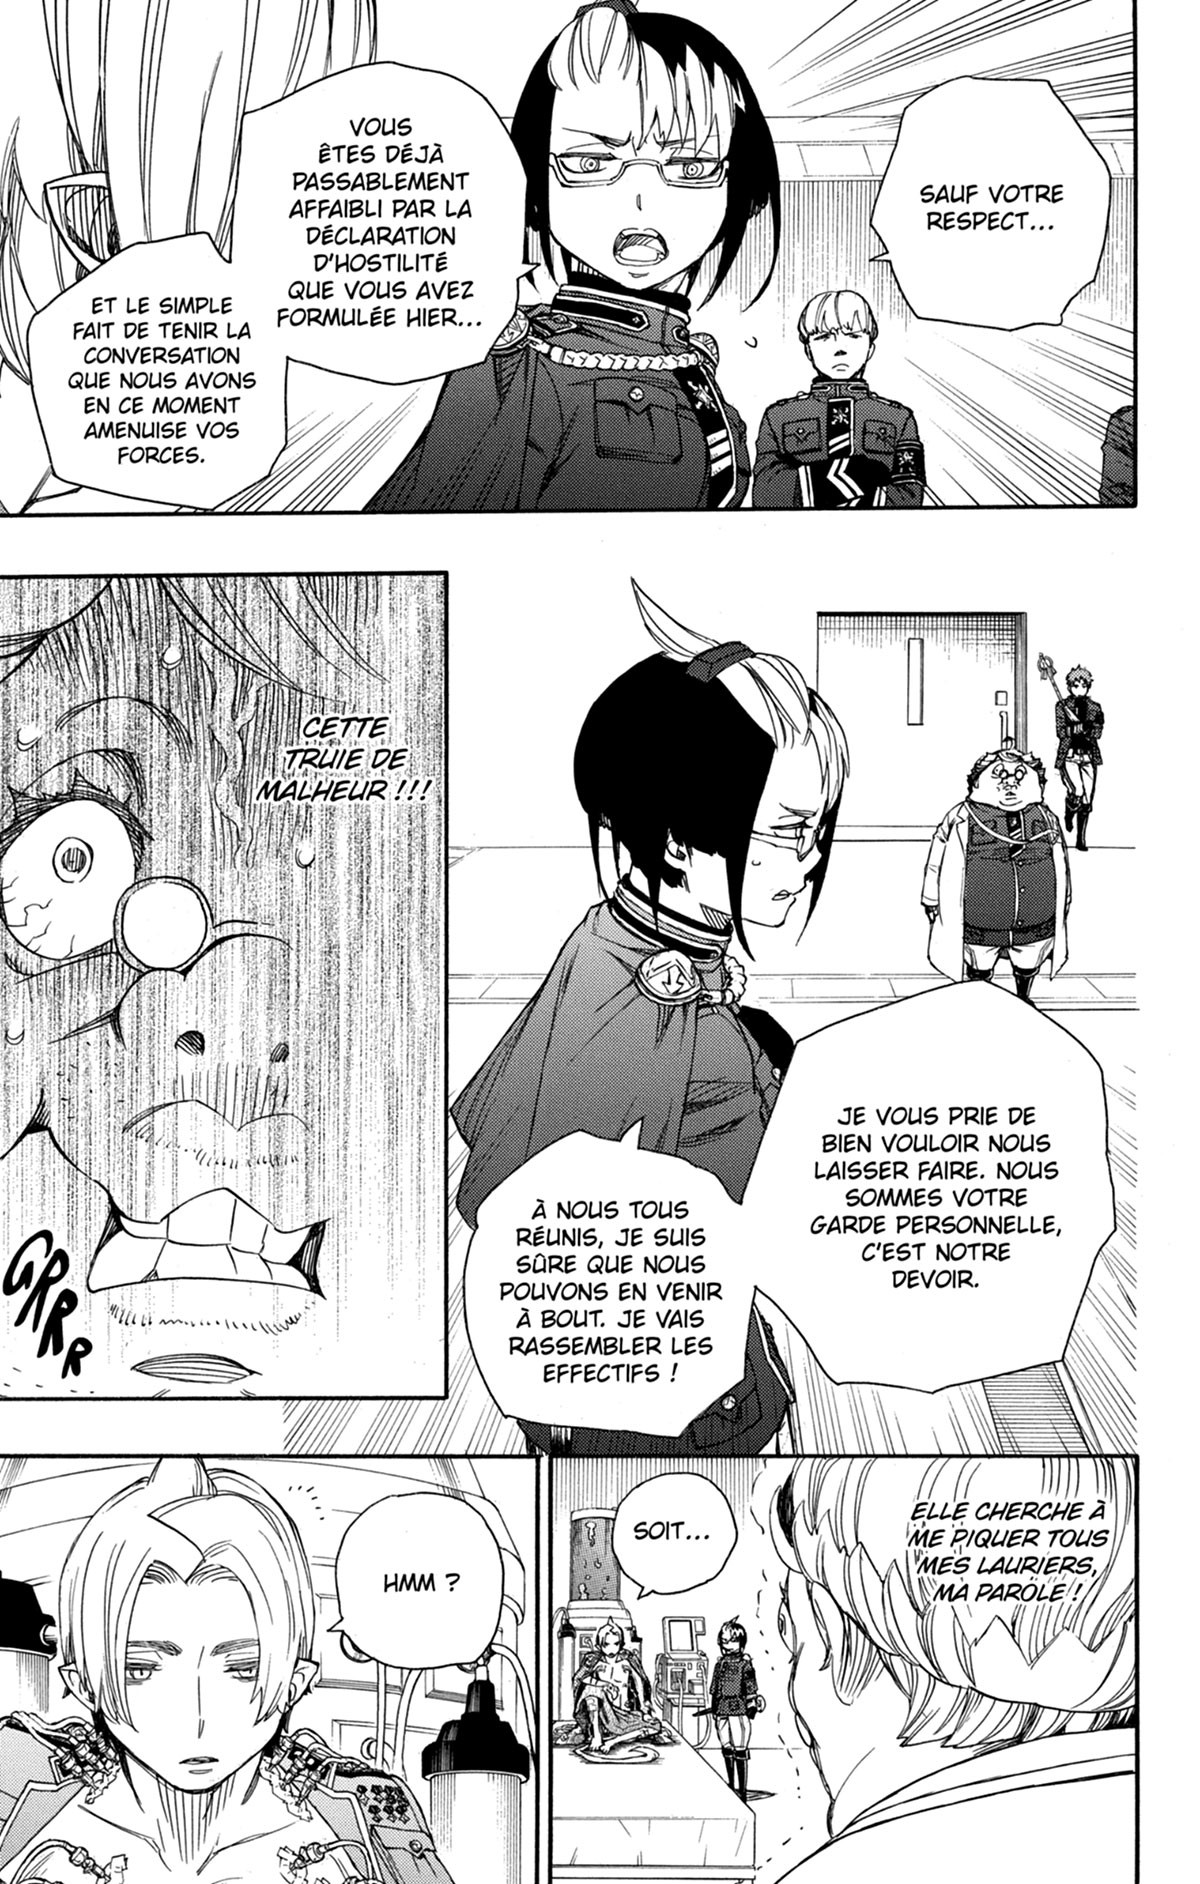 SAUF VOTRE
RESPECT...
VOUS
ÊTES DÉJÀ
PASSABLEMENT
AFFAIBLI PAR LA
DÉCLARATION
D'HOSTILITÉ
QUE VOUS AVEZ
FORMULÉE HIER...
ET LE SIMPLE
FAIT DE TENIR LA
CONVERSATION
QUE NOUS AVONS
EN CE MOMENT
AMENUISE VOS
FORCES.
JE VOUS PRIE DE
BIEN VOULOIR NOUS
LAISSER FAIRE. NOUS
SOMMES VOTRE
GARDE PERSONNELLE,
C'EST NOTRE
DEVOIR.
À NOUS TOUS
RÉUNIS, JE SUIS
SÛRE QUE NOUS
POUVONS EN VENIR
À BOUT. JE VAIS
RASSEMBLER LES
EFFECTIFS !
CETTE
TRUIE DE
MALHEUR !!!
GRRRR
ELLE CHERCHE À
ME PIQUER TOUS
MES LAURIERS,
MA PAROLE !
SOIT...
HMM ?